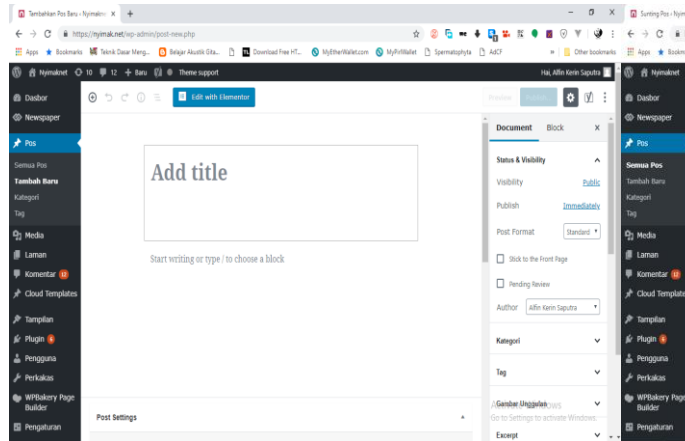 Tambahkan Pos Baru ‹ Nyimakne
Sunting Pos ‹ Nyim
https://nyimak.net/wp-admin/post-new.php
Apps
Bookmarks
Teknik Dasar Meng...
Belajar Akustik Gita...
Download Free HT...
MyEtherWallet.com
Spermatophyta
AdCF
Other bookmarks
Apps
Bookm
Nyimaknet
10
12
Baru
0
Theme support
Hai, Alfin Kerin Saputra
Nyimaknet
Dasbor
Newspaper
Pos
Semua Pos
Tambah Baru
Kategori
Tag
Media
Laman
Komentar 12
Cloud Templates
Tampilan
Plugin
Pengguna
Perkakas
WPBakery Page
Builder
Pengaturan
Edit with Elementor
Preview
Add title
Start writing or type / to choose a block
Post Settings
Document
Block
Status & Visibility
Visibility
Public
Publish
Immediately
Post Format
Standard
Stick to the Front Page
Pending Review
Author
Alfin Kerin Saputra
Kategori
Tag
Gambar Unggulan
Go to Settings to activate Windows.
Excerpt
Dasbor
Newspaper
Pos
Semua Pos
Tambah Baru
Kategori
Tag
Media
Laman
Komentar 12
Cloud Template
Tampilan
Plugin
Pengguna
Perkakas
WPBakery Page
Builder
Pengaturan